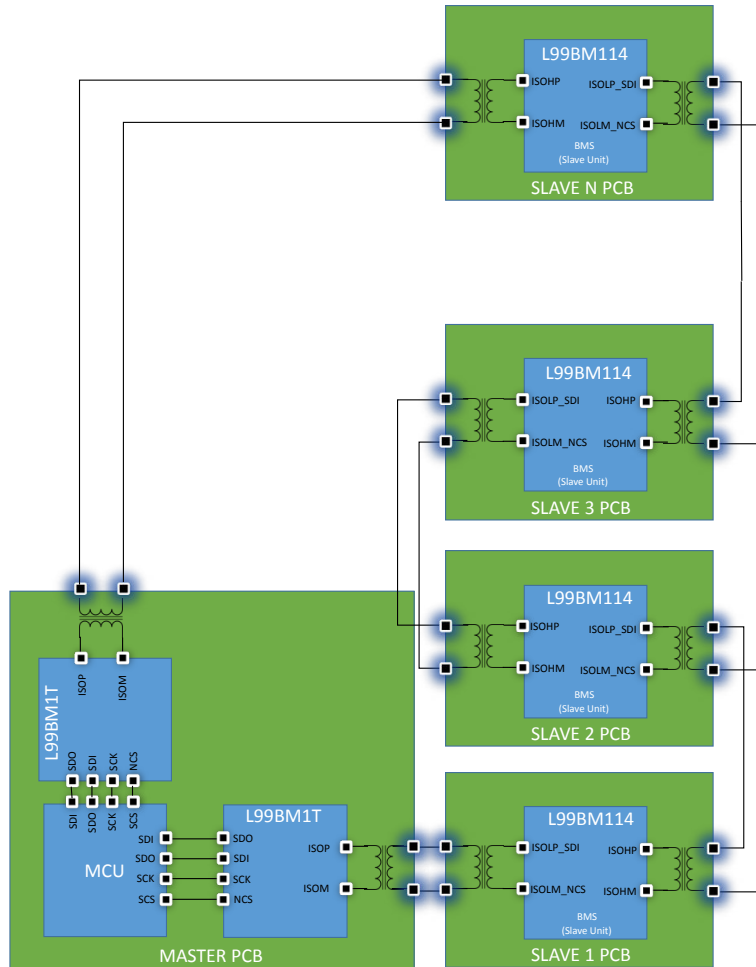 L99BM114
ISOHP
ISOLP_SDI
ISOHM
ISOLM_NCS
BMS
(Slave Unit)
SLAVE N PCB
L99BM114
ISOLP_SDI
ISOHP
ISOLM_NCS
ISOHM
BMS
(Slave Unit)
SLAVE 3 PCB
L99BM114
ISOHP
ISOLP_SDI
ISOHM
ISOLM_NCS
BMS
(Slave Unit)
SLAVE 2 PCB
ISOP
ISOM
L99BM1T
SDO
SDI
SCK
NCS
SDI
SDO
SCK
SCS
MCU
SDI
SDO
SCK
SCS
L99BM1T
SDO
SDI
SCK
NCS
ISOP
ISOM
MASTER PCB
L99BM114
ISOLP_SDI
ISOHP
ISOLM_NCS
ISOHM
BMS
(Slave Unit)
SLAVE 1 PCB